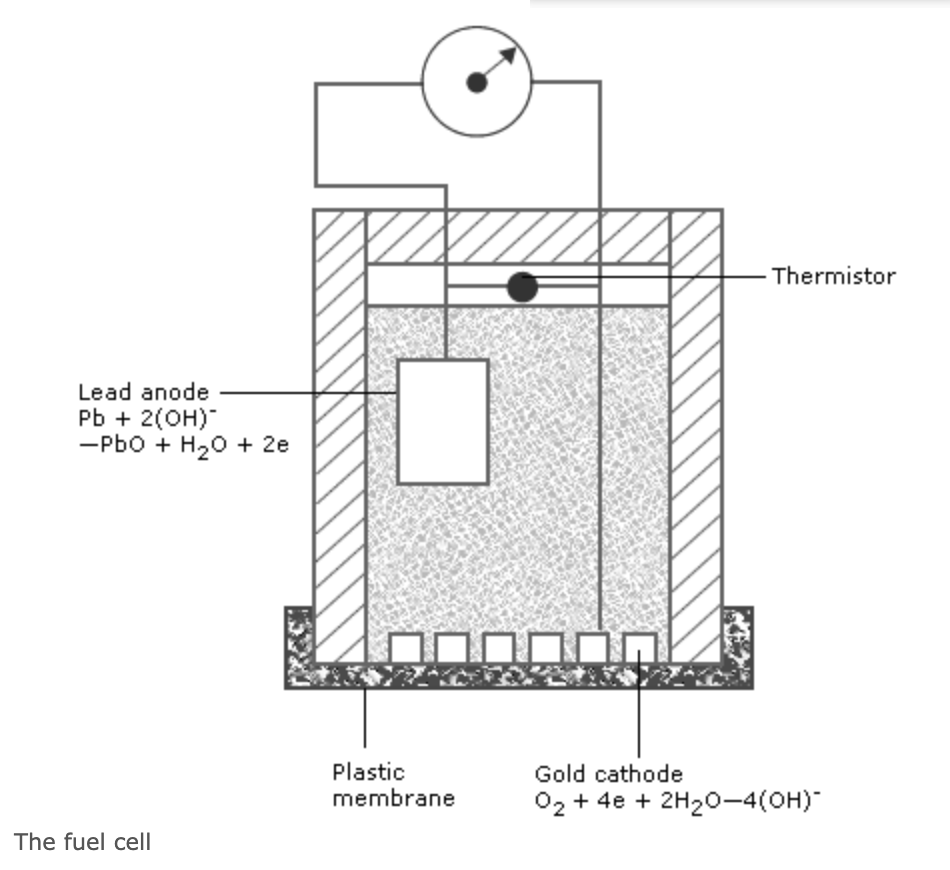 Thermistor
Lead anode
Pb + 2(OH)⁻
—PbO + H₂O + 2e
Plastic
membrane
Gold cathode
O₂ + 4e + 2H₂O—4(OH)⁻
The fuel cell